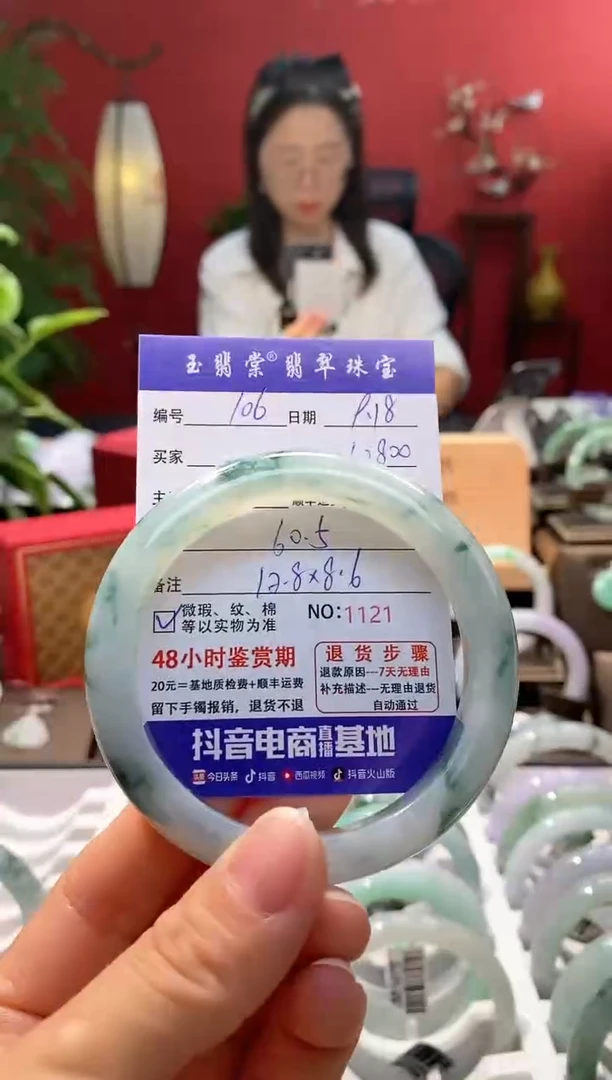 玉翡棠®翡翠珠宝
编号 106 日期 9.18
买家
60.5
备注 12.8x8.6
微瑕、纹、棉
等以实物为准
NO:1121
48小时鉴赏期
20元=基地质检费+顺丰运费
留下手镯报销，退货不退
退货步骤
退款原因---7天无理由
补充描述---无理由退货
自动通过
抖音电商直播基地
头条 今日头条 抖音 西瓜视频 抖音火山版